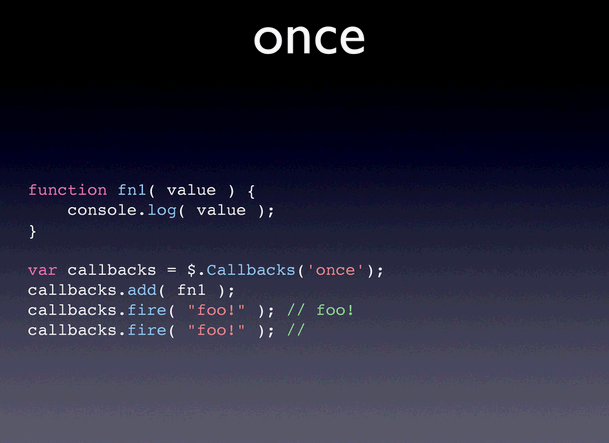 once
function fn1( value ) {
    console.log( value );
}
var callbacks = $.Callbacks('once');
callbacks.add( fn1 );
callbacks.fire( "foo!" ); // foo!
callbacks.fire( "foo!" ); //